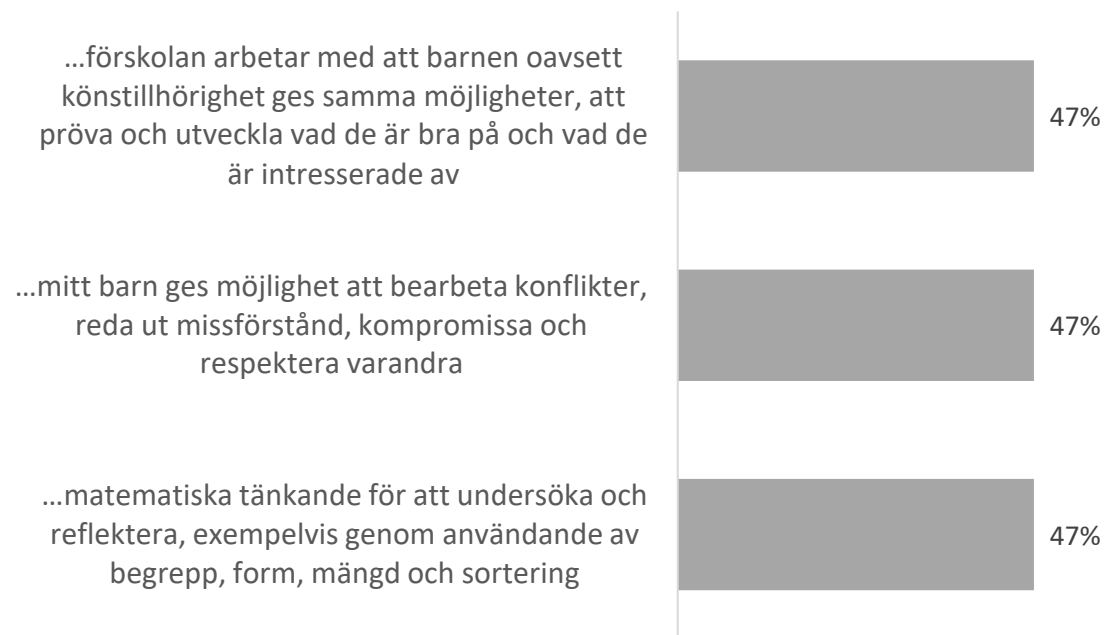 …förskolan arbetar med att barnen oavsett
könstillhörighet ges samma möjligheter, att
pröva och utveckla vad de är bra på och vad de
är intresserade av
47%
…mitt barn ges möjlighet att bearbeta konflikter,
reda ut missförstånd, kompromissa och
respektera varandra
47%
…matematiska tänkande för att undersöka och
reflektera, exempelvis genom användande av
begrepp, form, mängd och sortering
47%